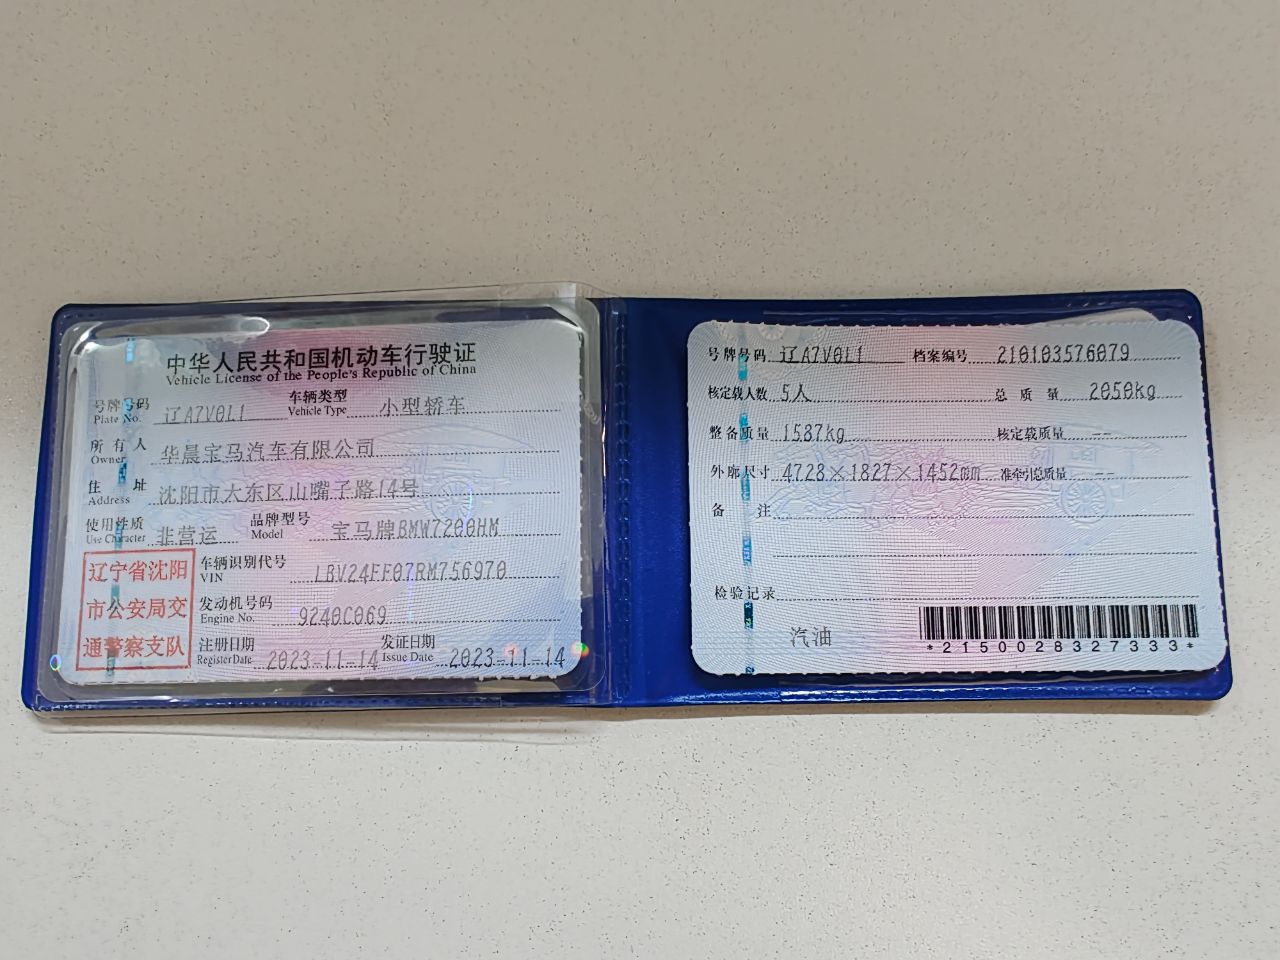 中华人民共和国机动车行驶证
Vehicle License of the People's Republic of China
号牌号码 辽A7V0L1 车辆类型 小型轿车
Plate No. Vehicle Type
所有人 华晨宝马汽车有限公司
Owner
住址 沈阳市大东区山嘴子路14号
Address
使用性质 非营运 品牌型号 宝马牌BMW7200HM
Use Character Model
辽宁省沈阳
市公安局交
通警察支队
车辆识别代号 LBV24FF07RM756970
VIN
发动机号码 9240C069
Engine No.
注册日期 2023-11-14 发证日期 2023-11-14
Register Date Issue Date
号牌号码 辽A7V0L1 档案编号 210103576079
核定载人数 5人 总质量 2050kg
整备质量 1537kg 核定载质量 --
外廓尺寸 4728×1827×1452mm 准牵引总质量 --
备注
检验记录
汽油
*2150028327333*